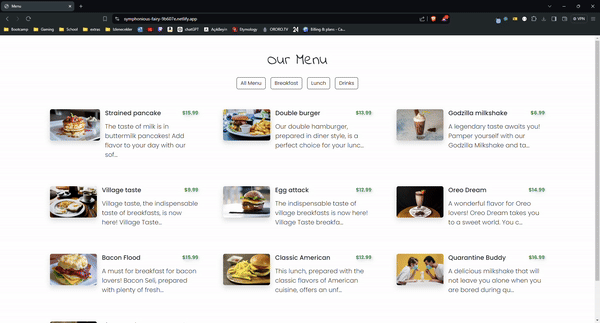 Menu
symphonious-fairy-9b607e.netlify.app
VPN
Bootcamp
Gaming
School
extras
chatGPT
Açıklayıcı
Etymology
ORORO.TV
24
Billing & plans - Ca...
Our Menu
All Menu
Breakfast
Lunch
Drinks
Strained pancake $15.99
The taste of milk is in
buttermilk pancakes! Add
flavor to your day with our
sof...
Double burger $13.99
Our double hamburger,
prepared in diner style, is a
perfect choice for your lunc...
Godzilla milkshake $6.99
A legendary taste awaits you!
Pamper yourself with our
Godzilla Milkshake and ta...
Village taste $9.99
The village taste, the indispensable
taste of breakfasts, is now
here! Village Taste...
Egg attack $12.99
The indispensable taste of
village breakfasts is now here!
Village Taste breakfa...
Oreo Dream $14.99
A wonderful flavor for Oreo
lovers! Oreo Dream takes you
to a sweet world. You c...
Bacon Flood $15.99
A must for breakfast for bacon
lovers! Bacon Seli, prepared
with plenty of fresh...
Classic American $12.99
This lunch, prepared with the
classic flavors of American
cuisine, offers an unf...
Quarantine Buddy $16.99
A delicious milkshake that will
not leave you alone when you
are bored during qu...